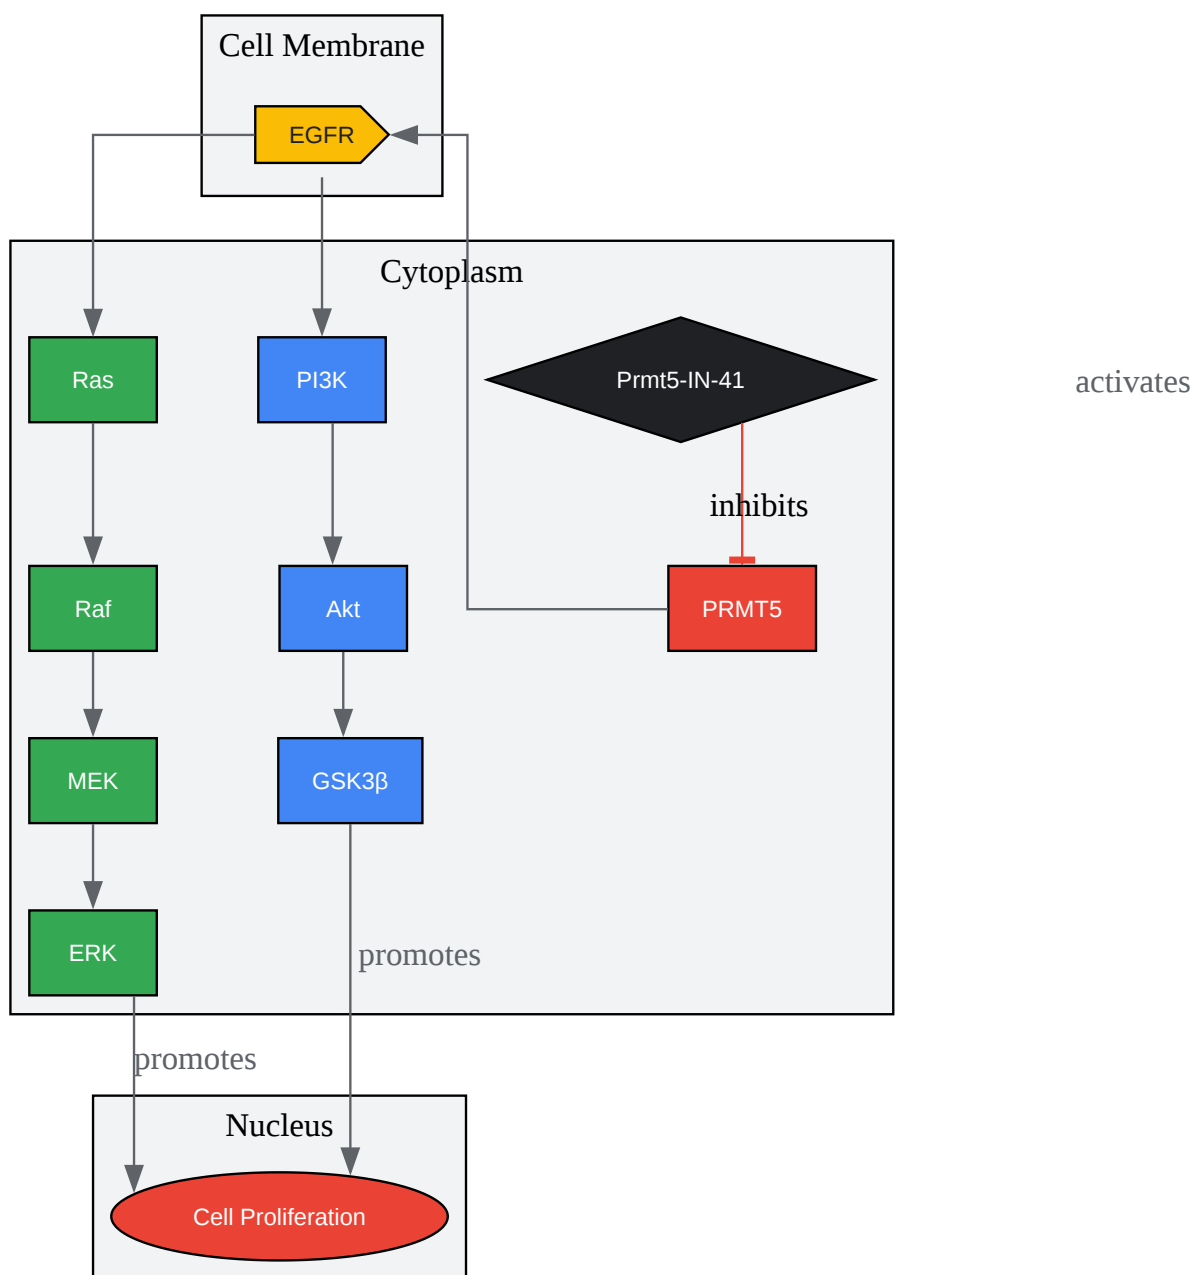 Cell Membrane
EGFR
Cytoplasm
Ras
PI3K
Prmt5-IN-41
activates
inhibits
Raf
Akt
PRMT5
MEK
GSK3β
ERK
promotes
promotes
Nucleus
Cell Proliferation